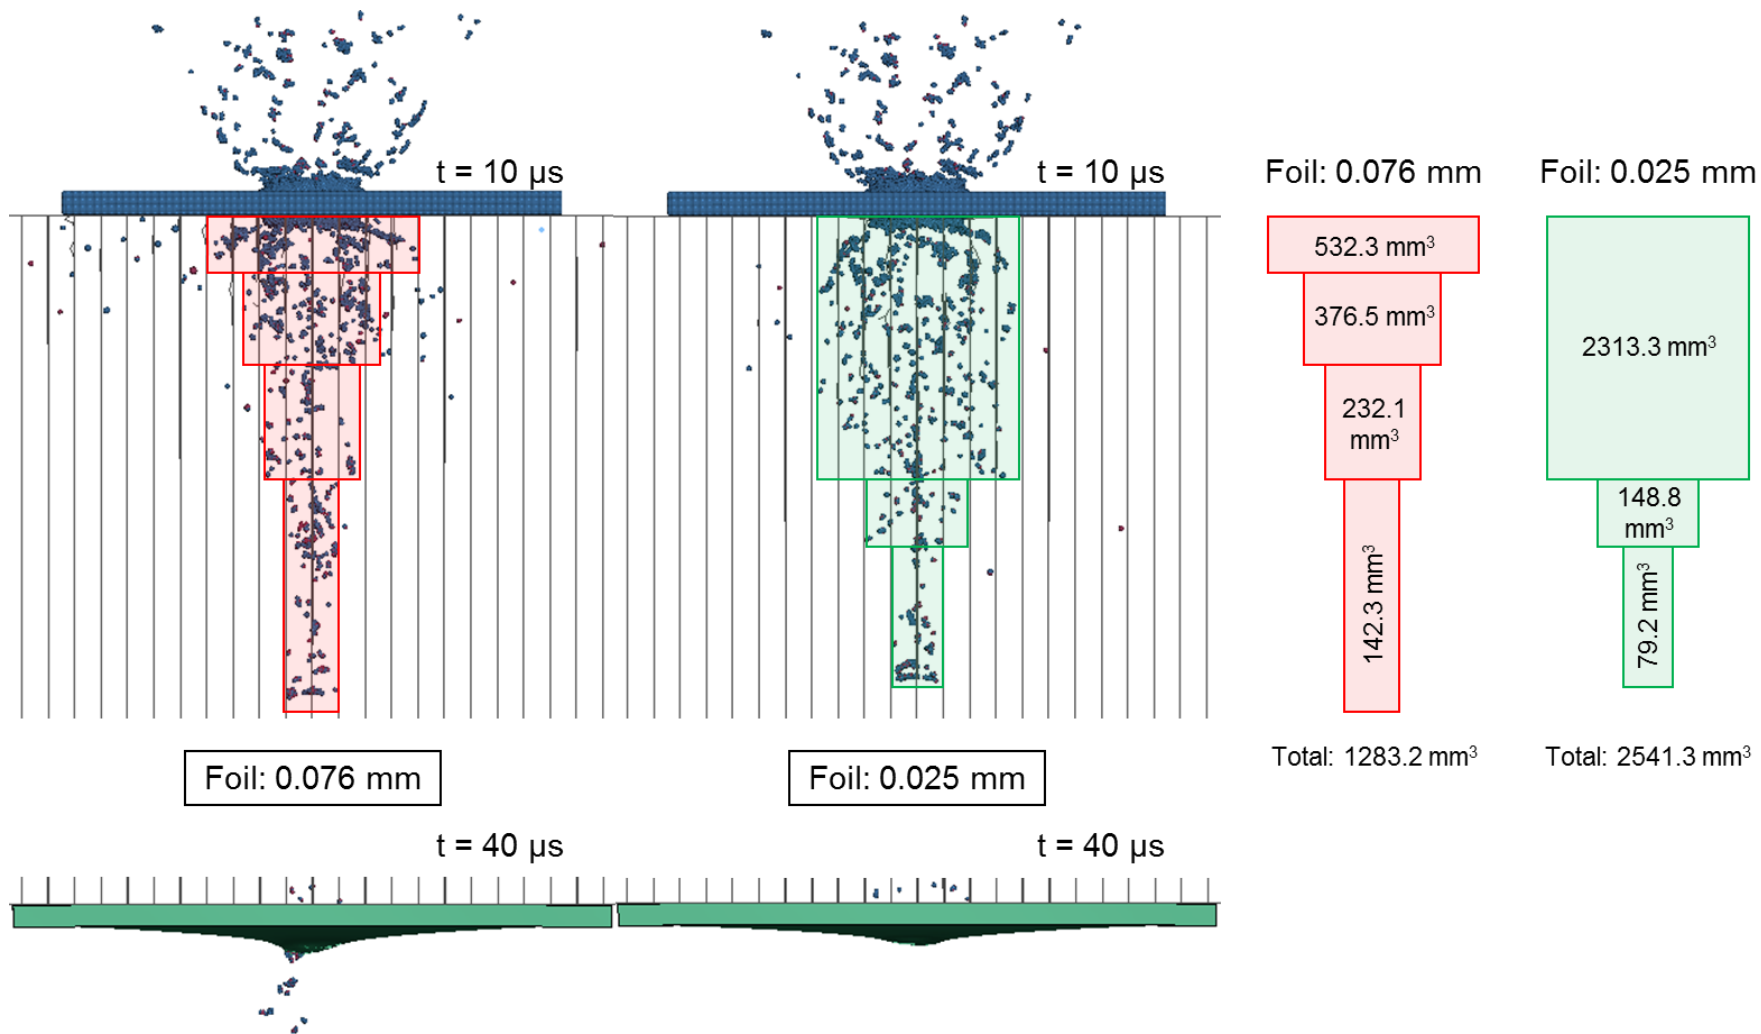 t = 10 µs
t = 10 µs
Foil: 0.076 mm
Foil: 0.025 mm
532.3 mm³
376.5 mm³
232.1
mm³
142.3 mm³
2313.3 mm³
148.8
mm³
79.2 mm³
Total: 1283.2 mm³
Total: 2541.3 mm³
Foil: 0.076 mm
Foil: 0.025 mm
t = 40 µs
t = 40 µs